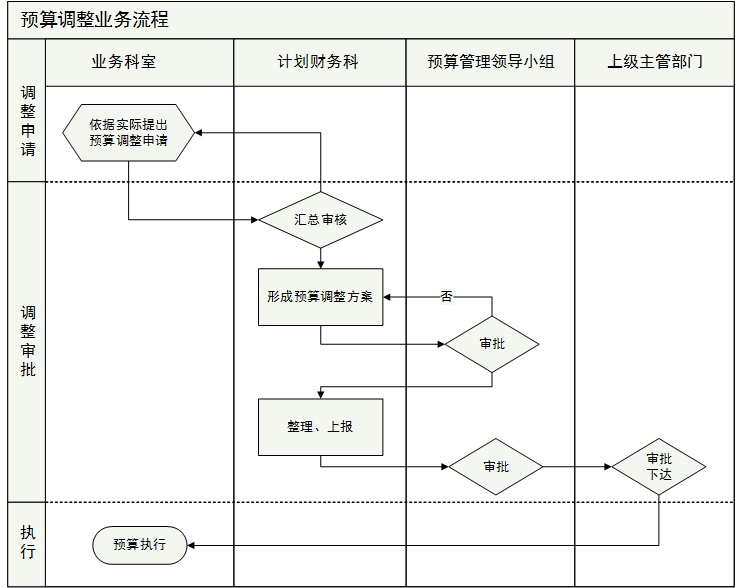 预算调整业务流程
业务科室
计划财务科
预算管理领导小组
上级主管部门
调整申请
依据实际提出
预算调整申请
调整审批
汇总审核
形成预算调整方案
否
审批
整理、上报
审批
审批
下达
执行
预算执行